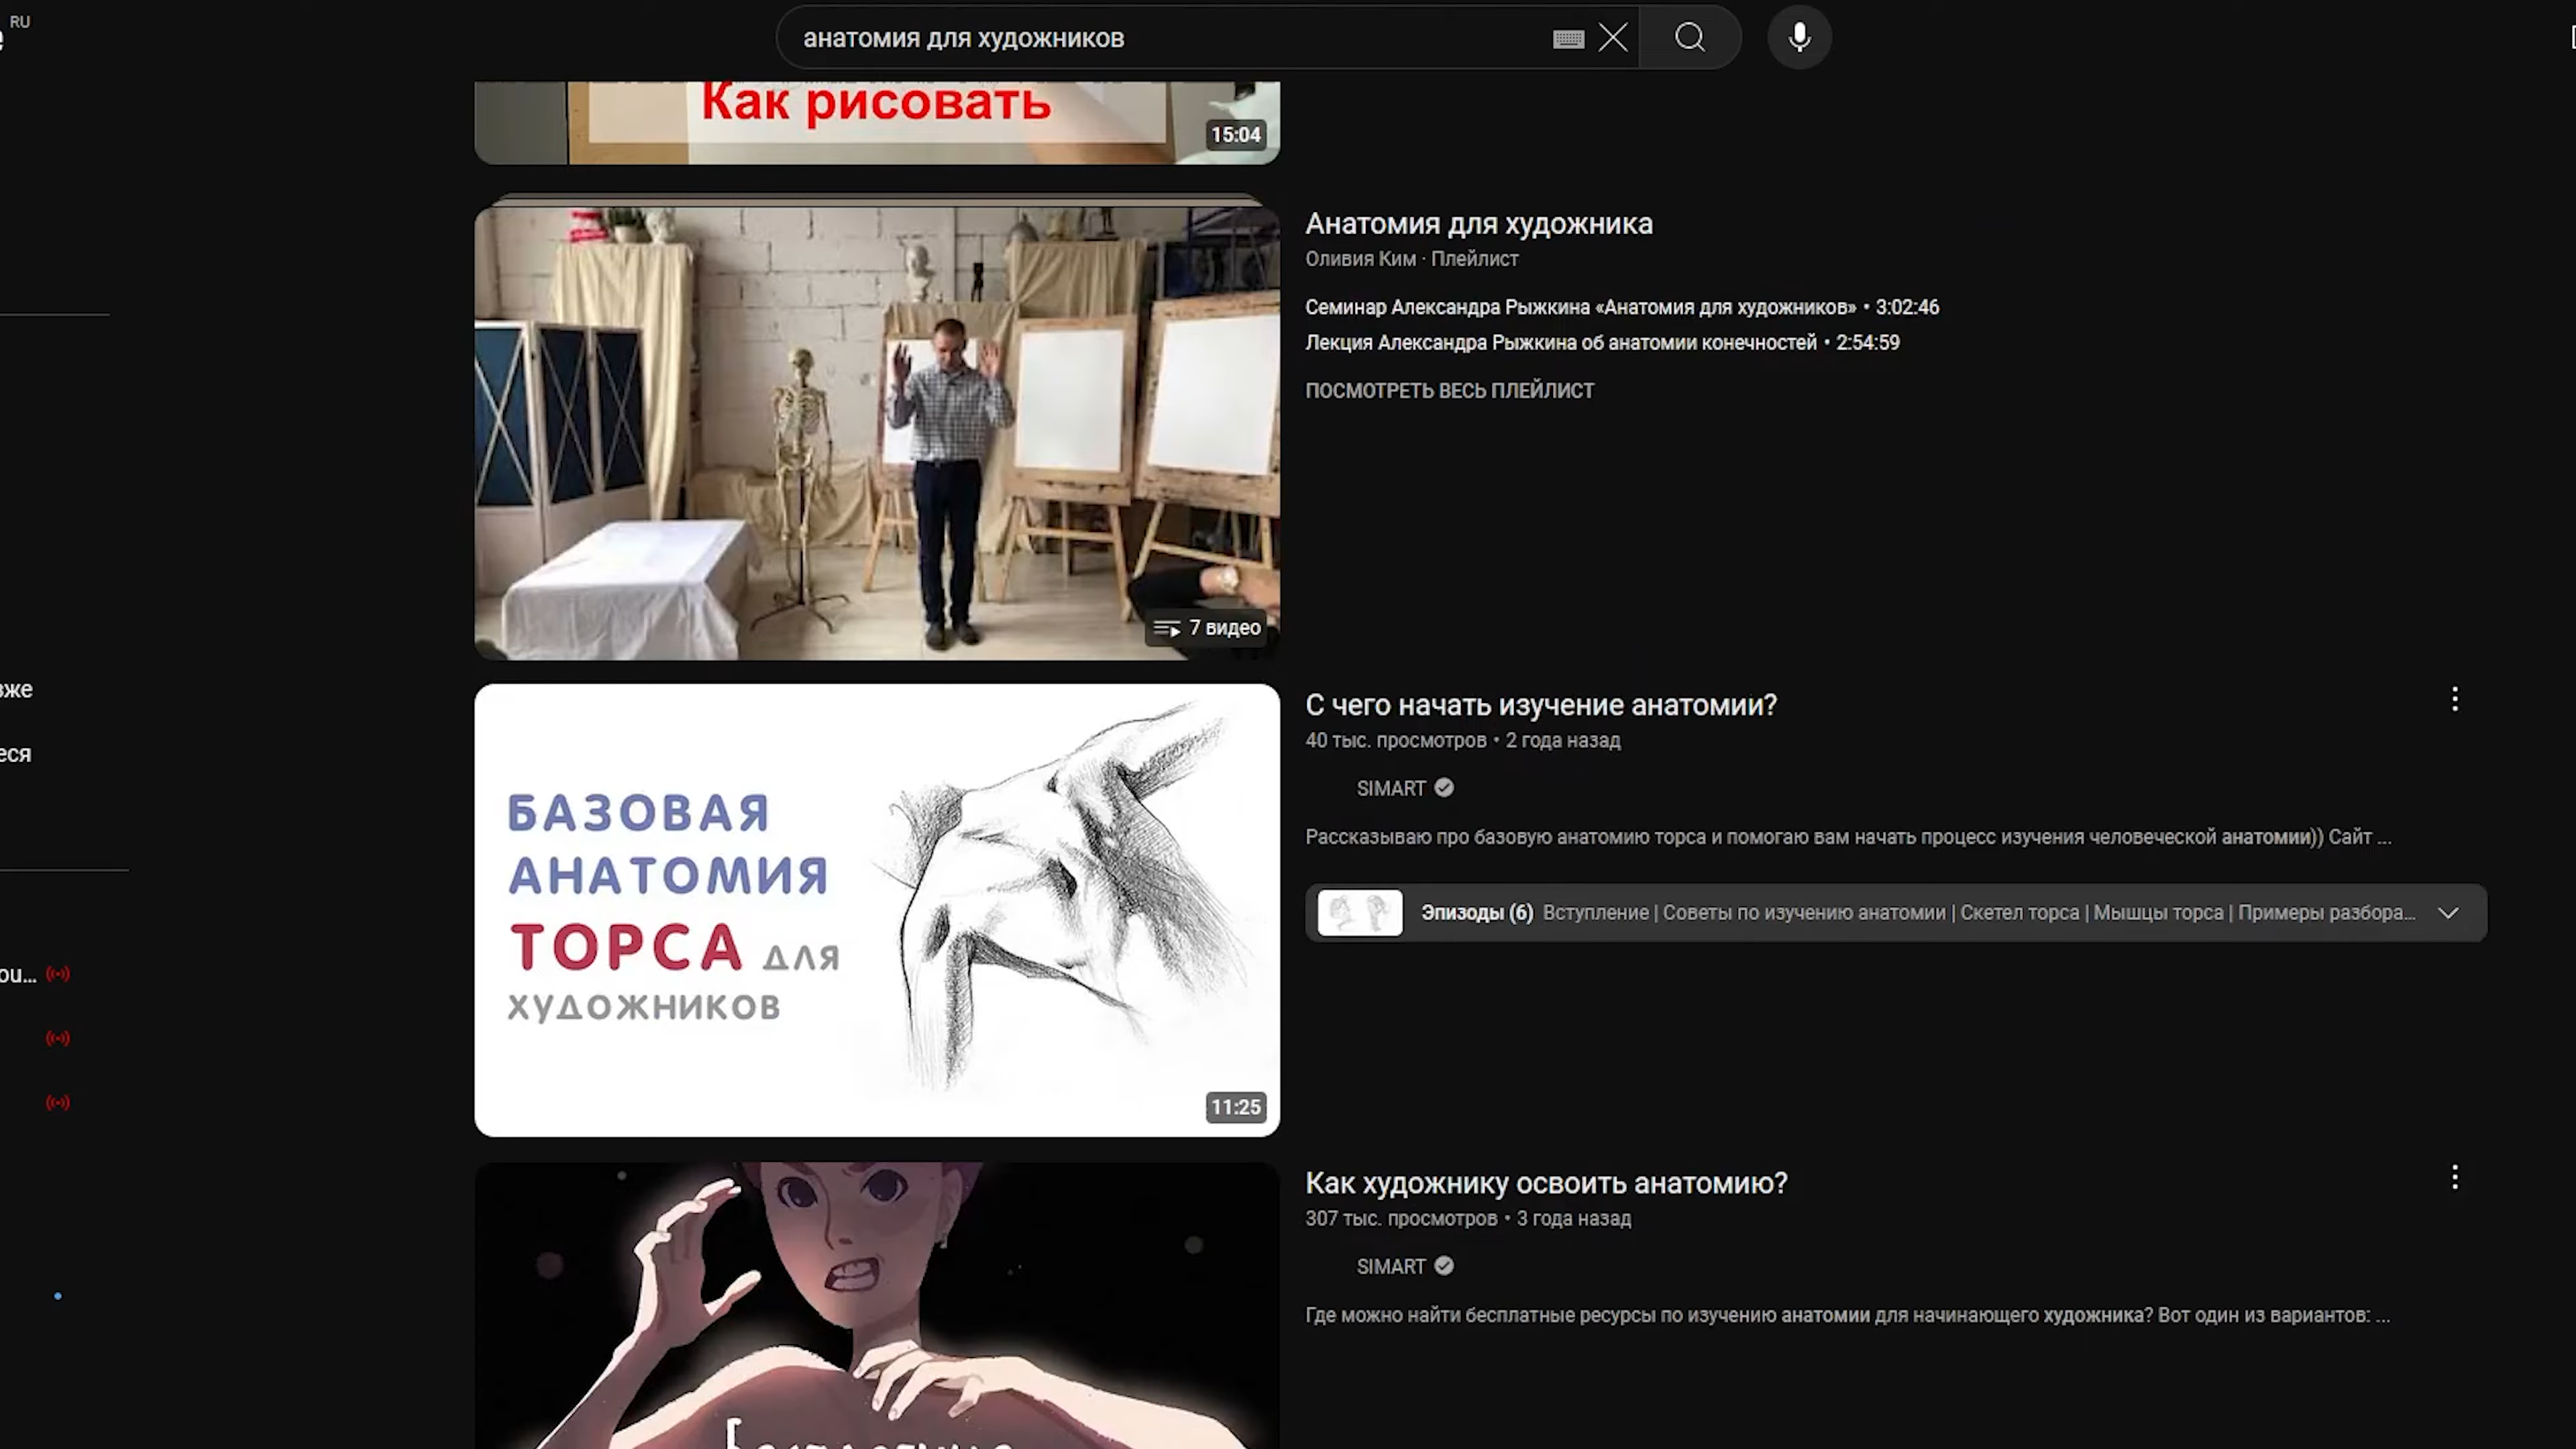 RU
анатомия для художников
Как рисовать
15:04
Анатомия для художника
Оливия Ким · Плейлист
Семинар Александра Рыжкина «Анатомия для художников» • 3:02:46
Лекция Александра Рыжкина об анатомии конечностей • 2:54:59
ПОСМОТРЕТЬ ВЕСЬ ПЛЕЙЛИСТ
7 видео
С чего начать изучение анатомии?
40 тыс. просмотров • 2 года назад
SIMART
Рассказываю про базовую анатомию торса и помогаю вам начать процесс изучения человеческой анатомии)) Сайт ...
Эпизоды (6) Вступление | Советы по изучению анатомии | Скетел торса | Мышцы торса | Примеры разбора...
БАЗОВАЯ
АНАТОМИЯ
ТОРСА для
художников
11:25
Как художнику освоить анатомию?
307 тыс. просмотров • 3 года назад
SIMART
Где можно найти бесплатные ресурсы по изучению анатомии для начинающего художника? Вот один из вариантов: ...